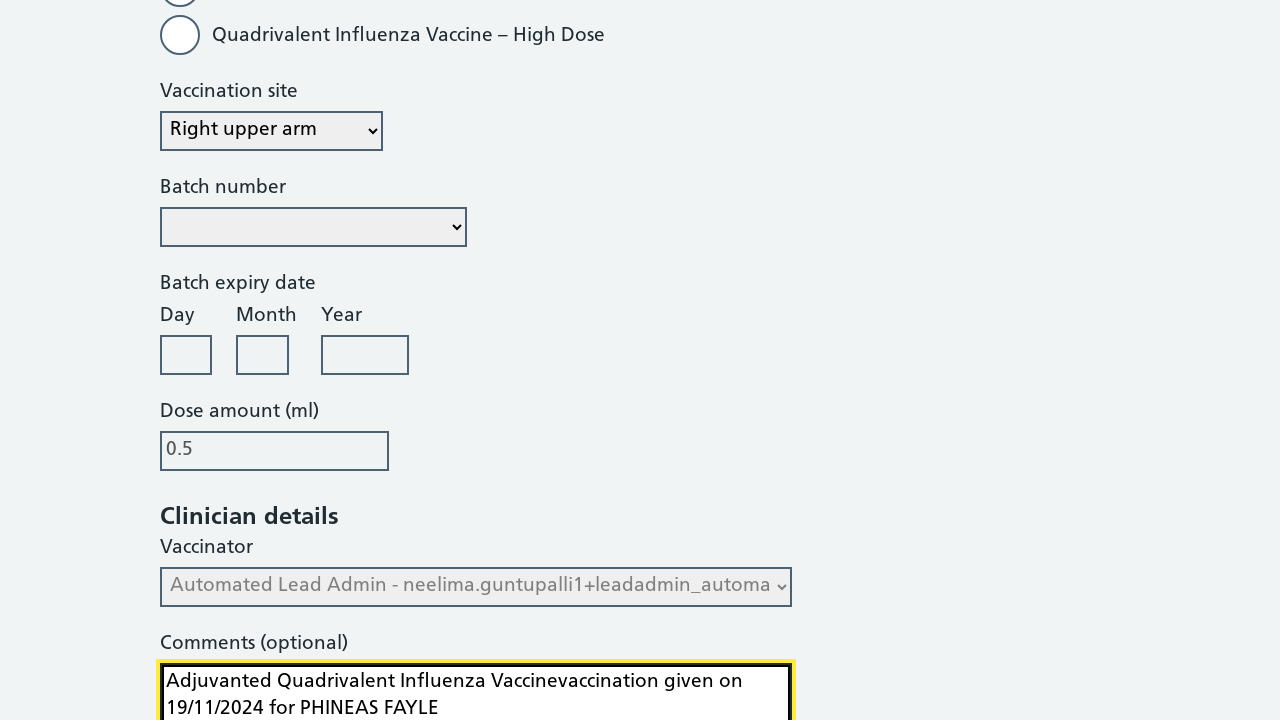 Quadrivalent Influenza Vaccine – High Dose
Vaccination site
Right upper arm
Batch number
Batch expiry date
Day Month Year
Dose amount (ml)
0.5
Clinician details
Vaccinator
Automated Lead Admin - neelima.guntupalli1+leadadmin_automa
Comments (optional)
Adjuvanted Quadrivalent Influenza Vaccinevaccination given on
19/11/2024 for PHINEAS FAYLE